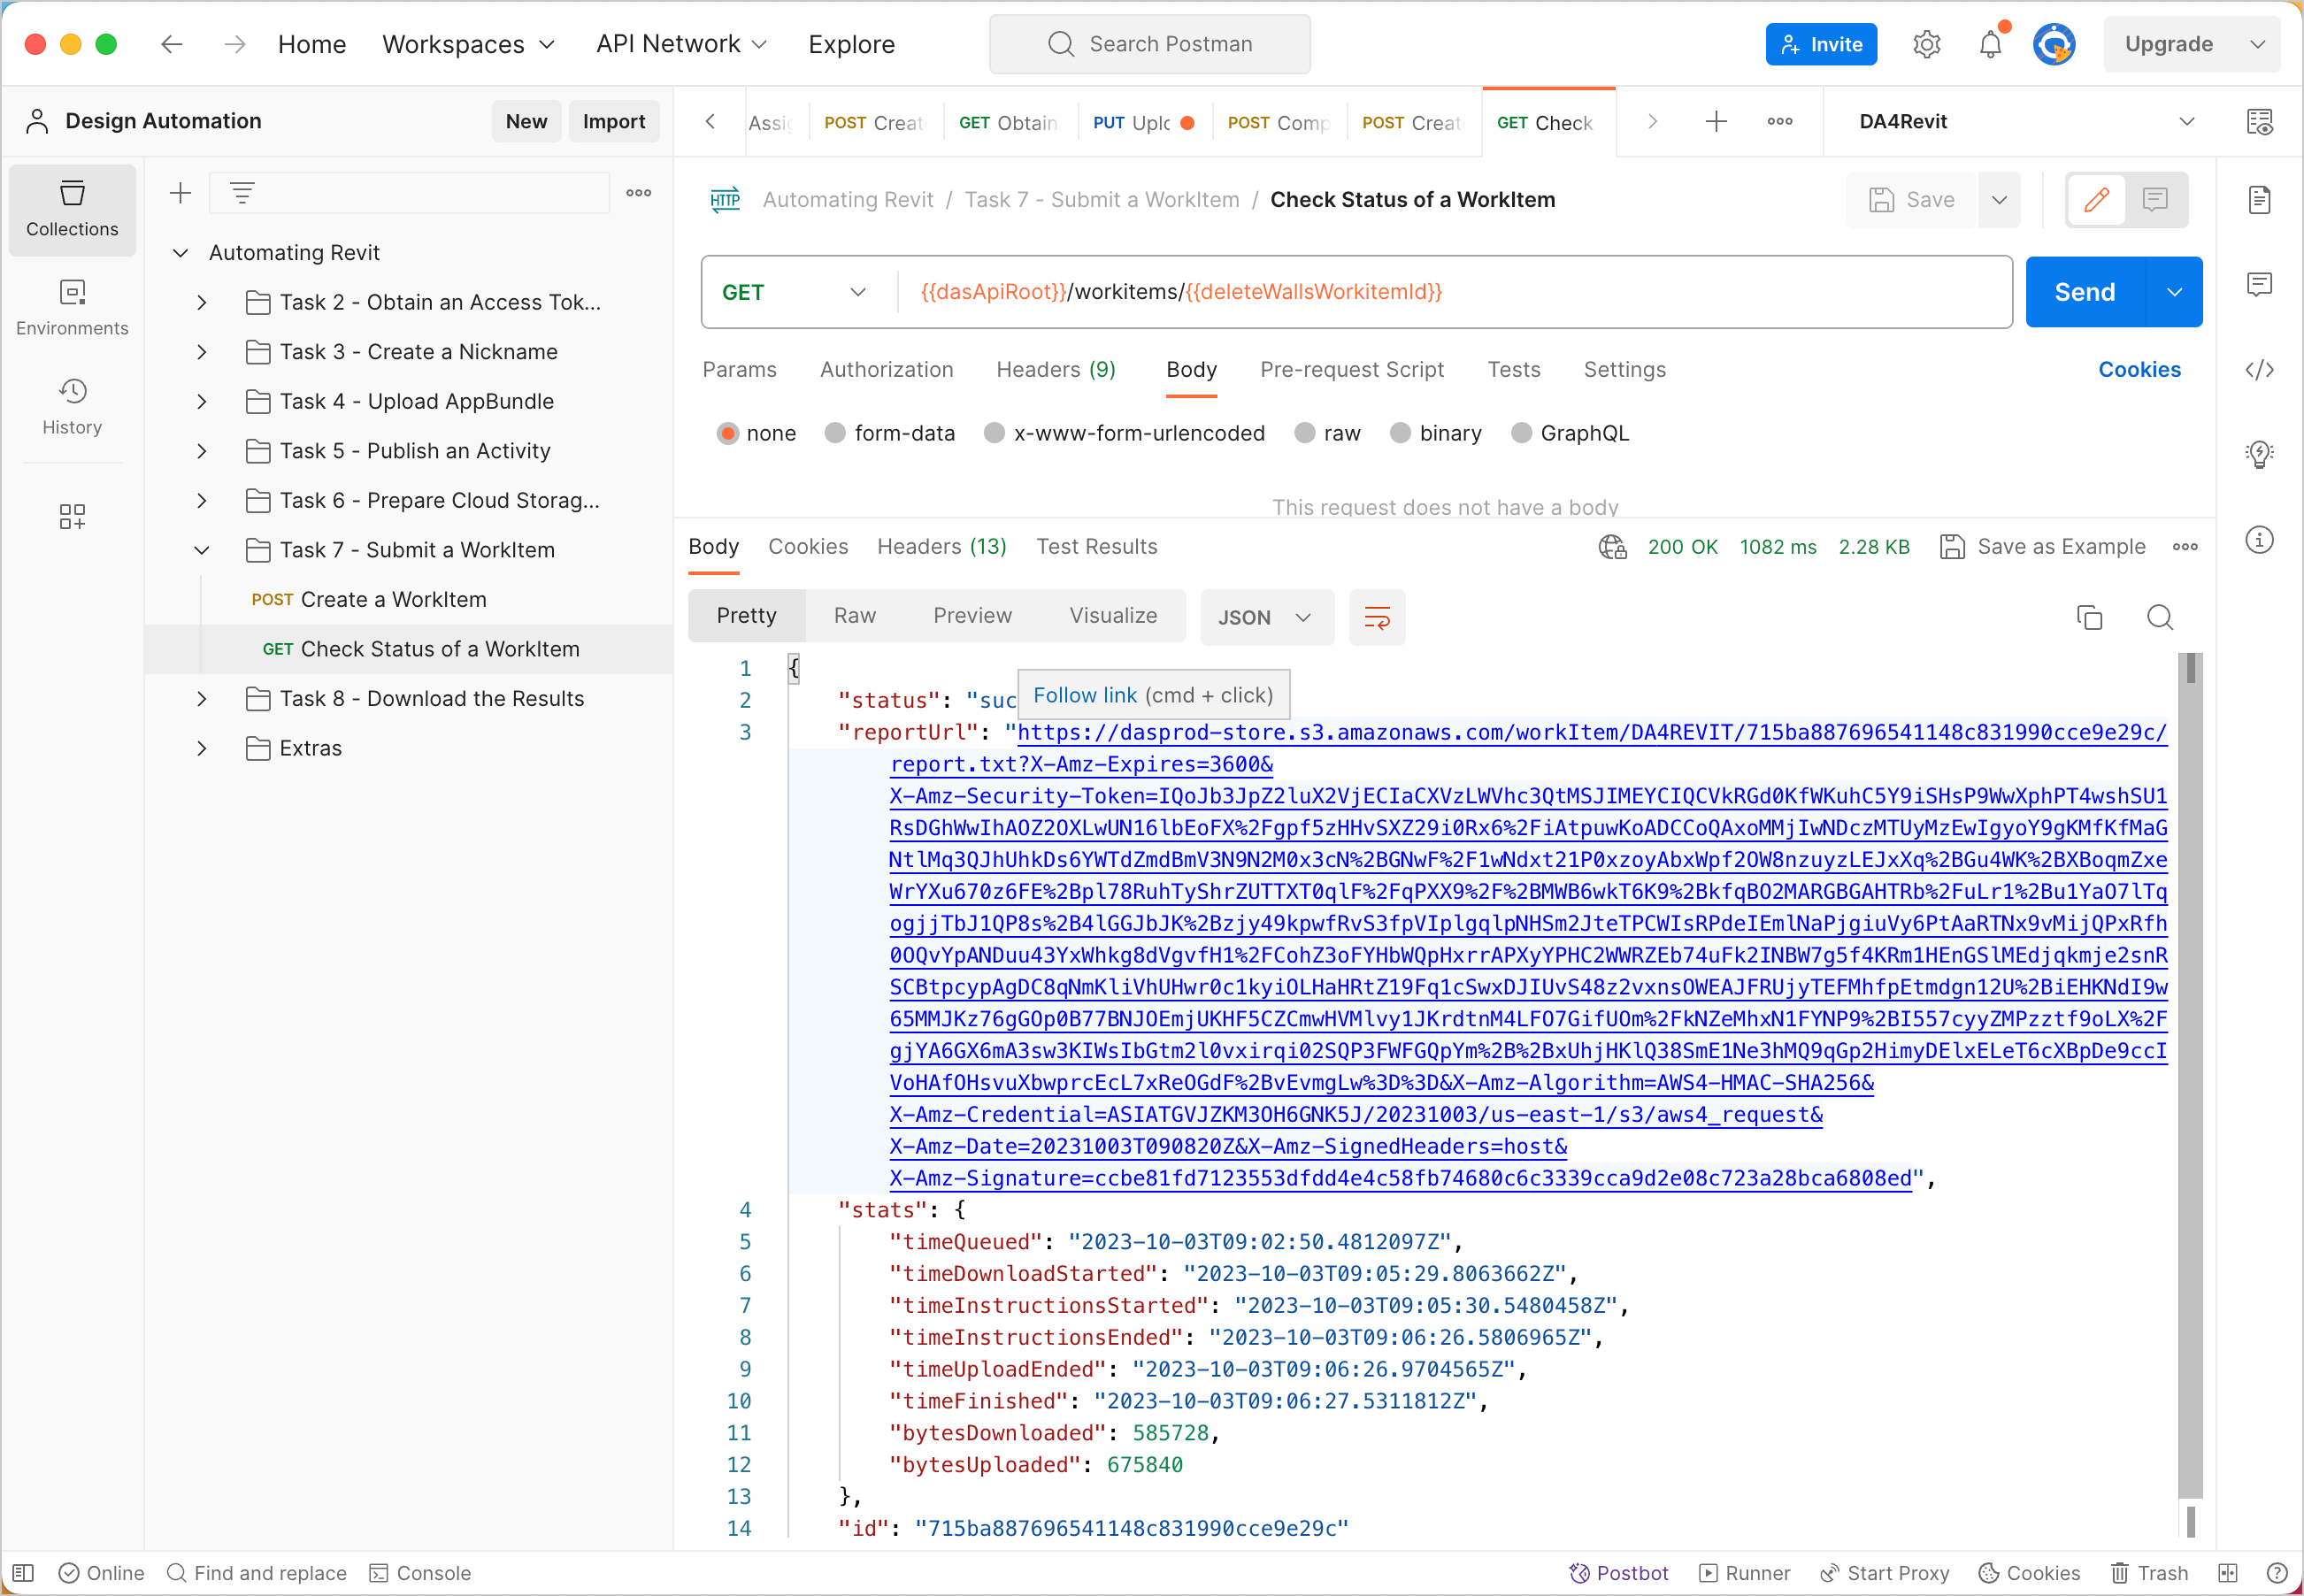 Home Workspaces API Network Explore Search Postman Invite Upgrade
Design Automation New Import
POST GET Obtain PUT POST POST GET Check
DA4Revit
Collections
Environments
History
Automating Revit
Task 2 - Obtain an Access Tok...
Task 3 - Create a Nickname
Task 4 - Upload AppBundle
Task 5 - Publish an Activity
Task 6 - Prepare Cloud Storag...
Task 7 - Submit a WorkItem
POST Create a WorkItem
GET Check Status of a WorkItem
Task 8 - Download the Results
Extras
HTTP Automating Revit / Task 7 - Submit a WorkItem / Check Status of a WorkItem Save
GET {{dasApiRoot}}/workitems/{{deleteWallsWorkitemId}} Send
Params Authorization Headers (9) Body Pre-request Script Tests Settings Cookies
none form-data x-www-form-urlencoded raw binary GraphQL
This request does not have a body
Body Cookies Headers (13) Test Results 200 OK 1082 ms 2.28 KB Save as Example
Pretty Raw Preview Visualize JSON
1 {
Follow link (cmd + click)
2 "status": "suc
3 "reportUrl": "https://dasprod-store.s3.amazonaws.com/workItem/DA4REVIT/715ba887696541148c831990cce9e29c/
report.txt?X-Amz-Expires=3600&
X-Amz-Security-Token=IQoJb3JpZ2luX2VjECIaCXVzLWVhc3QtMSJIMEYCIQCVkRGd0KfWKuhC5Y9iSHsP9WwXphPT4wshSU1
RsDGhWwIhAOZ2OXLwUN16lbEoFX%2Fgpf5zHHvSXZ29i0Rx6%2FiAtpuwKoADCCoQAxoMMjIwNDczMTUyMzEwIgyoY9gKMfKfMaG
NtlMq3QJhUhkDs6YWTdZmdBmV3N9N2M0x3cN%2BGNwF%2F1wNdxt21P0xzoyAbxWpf2OW8nzuyzLEJxXq%2BGu4WK%2BXBoqmZxe
WrYXu670z6FE%2Bpl78RuhTyShrZUTTXT0qlF%2FqPXX9%2F%2BMWB6wkT6K9%2BkfqBO2MARGBGAHTRb%2FuLr1%2Bu1YaO7lTq
ogjjTbJ1QP8s%2B4lGGJbJK%2Bzjy49kpwfRvS3fpVIplgqlpNHSm2JteTPCWIsRPdeIEmlNaPjgiuVy6PtAaRTNx9vMijQPxRfh
0OQvYpANDuu43YxWhkg8dVgvfH1%2FCohZ3oFYHbWQpHxrrAPXyYPHC2WWRZEb74uFk2INBW7g5f4KRm1HEnGSlMEdjqkmje2snR
SCBtpcypAgDC8qNmKliVhUHwr0c1kyiOLHaHRtZ19Fq1cSwxDJIUvS48z2vxnsOWEAJFRUjyTEFMhfpEtmdgn12U%2BiEHKNdI9w
65MMJKz76gGOp0B77BNJOEmjUKHF5CZCmwHVMlvy1JKrdtnM4LFO7GifUOm%2FkNZeMhxN1FYNP9%2BI557cyyZMPzztf9oLX%2F
gjYA6GX6mA3sw3KIWsIbGtm2l0vxirqi02SQP3FWFGQpYm%2B%2BxUhjHKlQ38SmE1Ne3hMQ9qGp2HimyDElxELeT6cXBpDe9ccI
VoHAfOHsvuXbwprcEcL7xReOGdF%2BvEvmgLw%3D%3D&X-Amz-Algorithm=AWS4-HMAC-SHA256&
X-Amz-Credential=ASIATGVJZKM3OH6GNK5J/20231003/us-east-1/s3/aws4_request&
X-Amz-Date=20231003T090820Z&X-Amz-SignedHeaders=host&
X-Amz-Signature=ccbe81fd7123553dfdd4e4c58fb74680c6c3339cca9d2e08c723a28bca6808ed",
4 "stats": {
5 "timeQueued": "2023-10-03T09:02:50.4812097Z",
6 "timeDownloadStarted": "2023-10-03T09:05:29.8063662Z",
7 "timeInstructionsStarted": "2023-10-03T09:05:30.5480458Z",
8 "timeInstructionsEnded": "2023-10-03T09:06:26.5806965Z",
9 "timeUploadEnded": "2023-10-03T09:06:26.9704565Z",
10 "timeFinished": "2023-10-03T09:06:27.5311812Z",
11 "bytesDownloaded": 585728,
12 "bytesUploaded": 675840
13 },
14 "id": "715ba887696541148c831990cce9e29c"
Online Find and replace Console Postbot Runner Start Proxy Cookies Trash